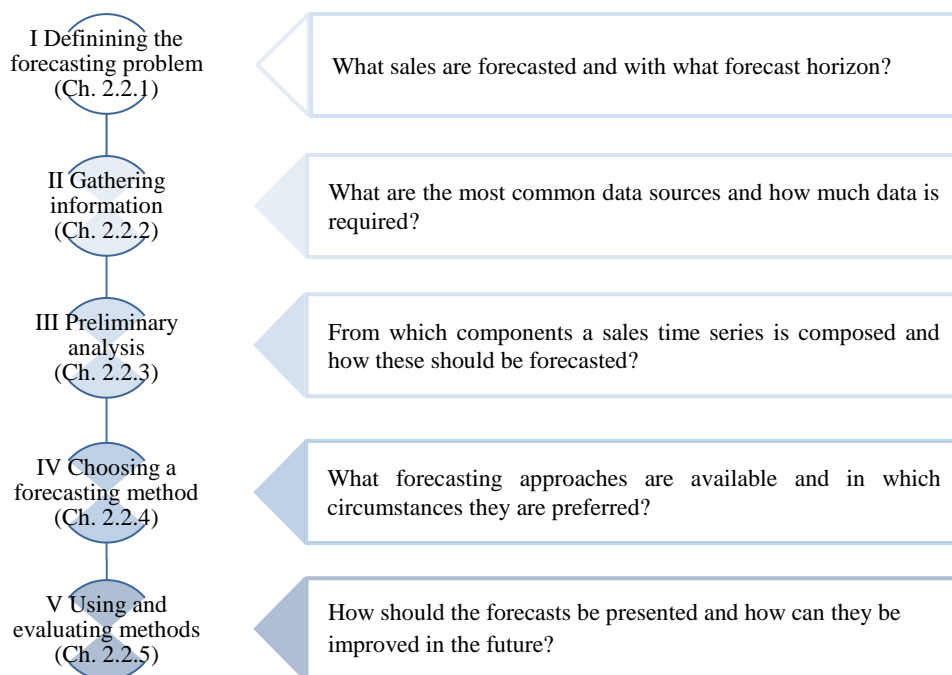 I Definining the
forecasting problem
(Ch. 2.2.1)
What sales are forecasted and with what forecast horizon?
II Gathering
information
(Ch. 2.2.2)
What are the most common data sources and how much data is
required?
III Preliminary
analysis
(Ch. 2.2.3)
From which components a sales time series is composed and
how these should be forecasted?
IV Choosing a
forecasting method
(Ch. 2.2.4)
What forecasting approaches are available and in which
circumstances they are preferred?
V Using and
evaluating methods
(Ch. 2.2.5)
How should the forecasts be presented and how can they be
improved in the future?